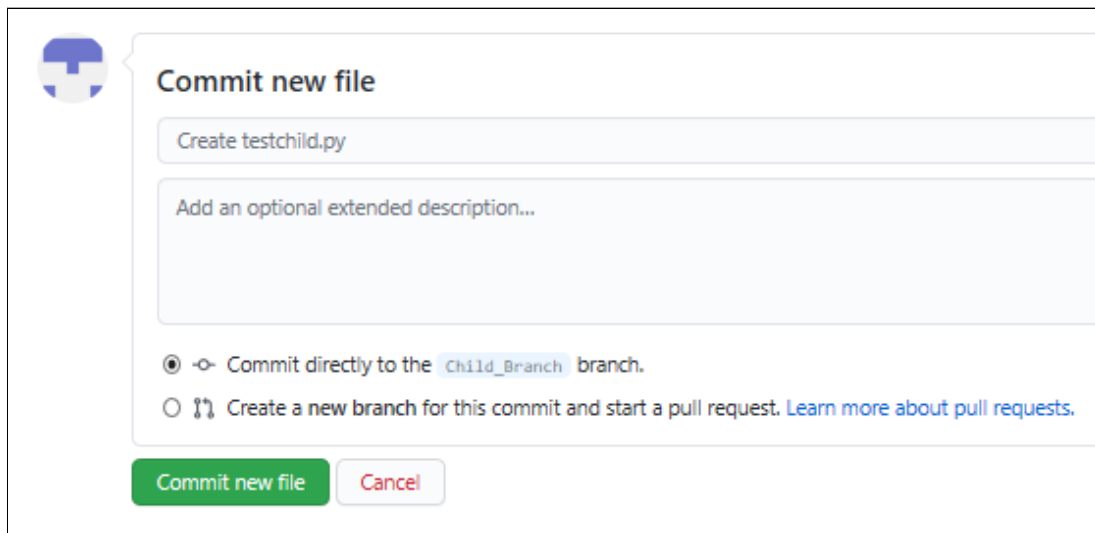 Commit new file
Create testchild.py
Add an optional extended description...
Commit directly to the Child_Branch branch.
Create a new branch for this commit and start a pull request. Learn more about pull requests.
Commit new file
Cancel